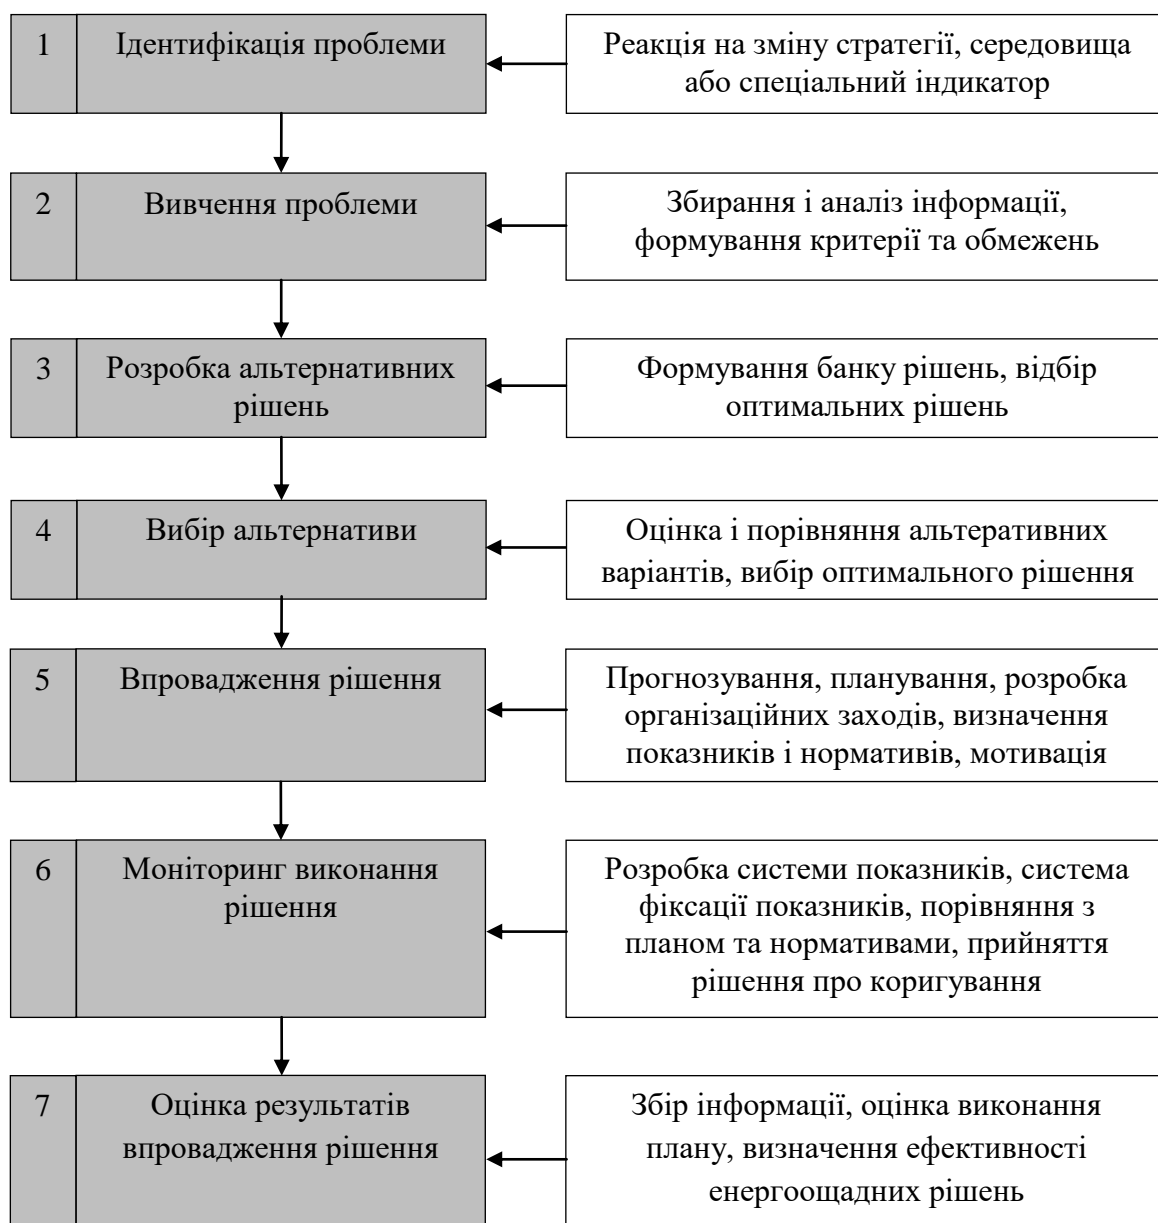 1
Ідентифікація проблеми
Реакція на зміну стратегії, середовища
або спеціальний індикатор
2
Вивчення проблеми
Збирання і аналіз інформації,
формування критерії та обмежень
3
Розробка альтернативних
рішень
Формування банку рішень, відбір
оптимальних рішень
4
Вибір альтернативи
Оцінка і порівняння альтеративних
варіантів, вибір оптимального рішення
5
Впровадження рішення
Прогнозування, планування, розробка
організаційних заходів, визначення
показників і нормативів, мотивація
6
Моніторинг виконання
рішення
Розробка системи показників, система
фіксації показників, порівняння з
планом та нормативами, прийняття
рішення про коригування
7
Оцінка результатів
впровадження рішення
Збір інформації, оцінка виконання
плану, визначення ефективності
енергоощадних рішень